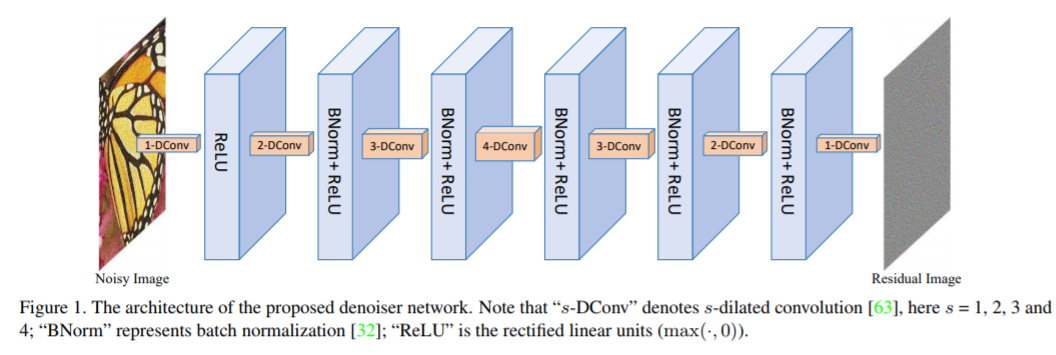 1-DConv
ReLU
2-DConv
BNorm+ ReLU
3-DConv
BNorm+ ReLU
4-DConv
BNorm+ ReLU
3-DConv
BNorm+ ReLU
2-DConv
BNorm+ ReLU
1-DConv
Noisy Image
Residual Image
Figure 1. The architecture of the proposed denoiser network. Note that “s-DConv” denotes s-dilated convolution [63], here s = 1, 2, 3 and
4; “BNorm” represents batch normalization [32]; “ReLU” is the rectified linear units (max(·, 0)).